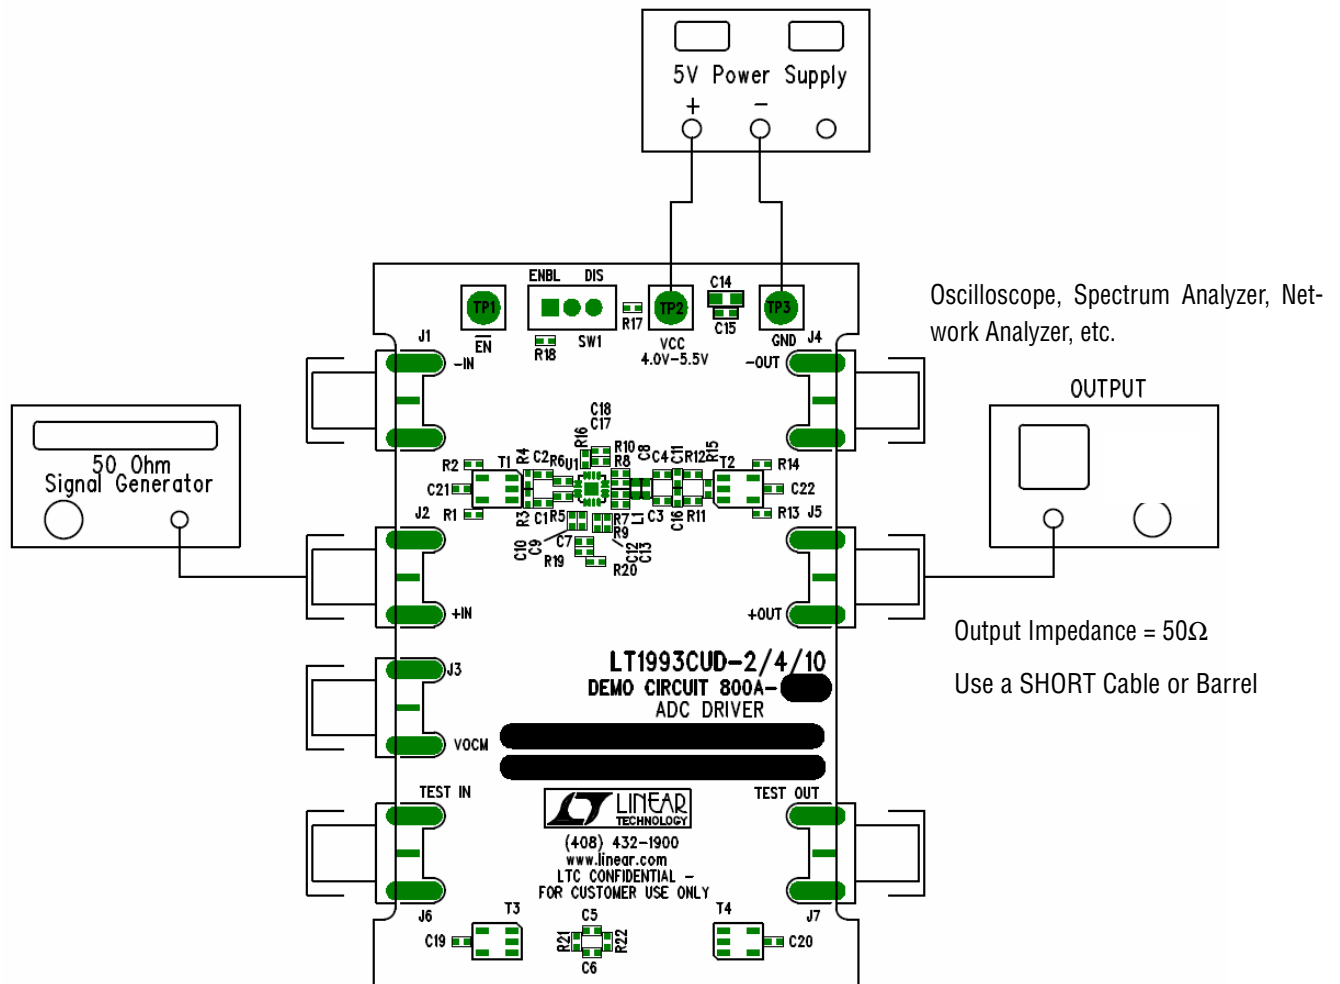 5V Power Supply
+ −
ENBL DIS
TP1
EN
SW1
R18
R17
TP2
VCC
4.0V-5.5V
C14
C15
TP3
GND
Oscilloscope, Spectrum Analyzer, Net-
work Analyzer, etc.
J1
-IN
J4
-OUT
OUTPUT
50 Ohm
Signal Generator
C18
C17
R16
R10
R8
C8
C4
C11
R12
R15
T2
R14
C22
R13
R2
C21
R1
T1
R4
C2
R6
U1
R3
C1
R5
R7
R9
L1
C3
C16
R11
C10
C9
C7
R19
R20
C12
C13
J2
+IN
J5
+OUT
Output Impedance = 50Ω
Use a SHORT Cable or Barrel
LT1993CUD-2/4/10
DEMO CIRCUIT 800A-
ADC DRIVER
J3
VOCM
TEST IN
TEST OUT
LINEAR
TECHNOLOGY
(408) 432-1900
www.linear.com
LTC CONFIDENTIAL -
FOR CUSTOMER USE ONLY
J6
J7
C19
T3
C5
R21
R22
C6
T4
C20